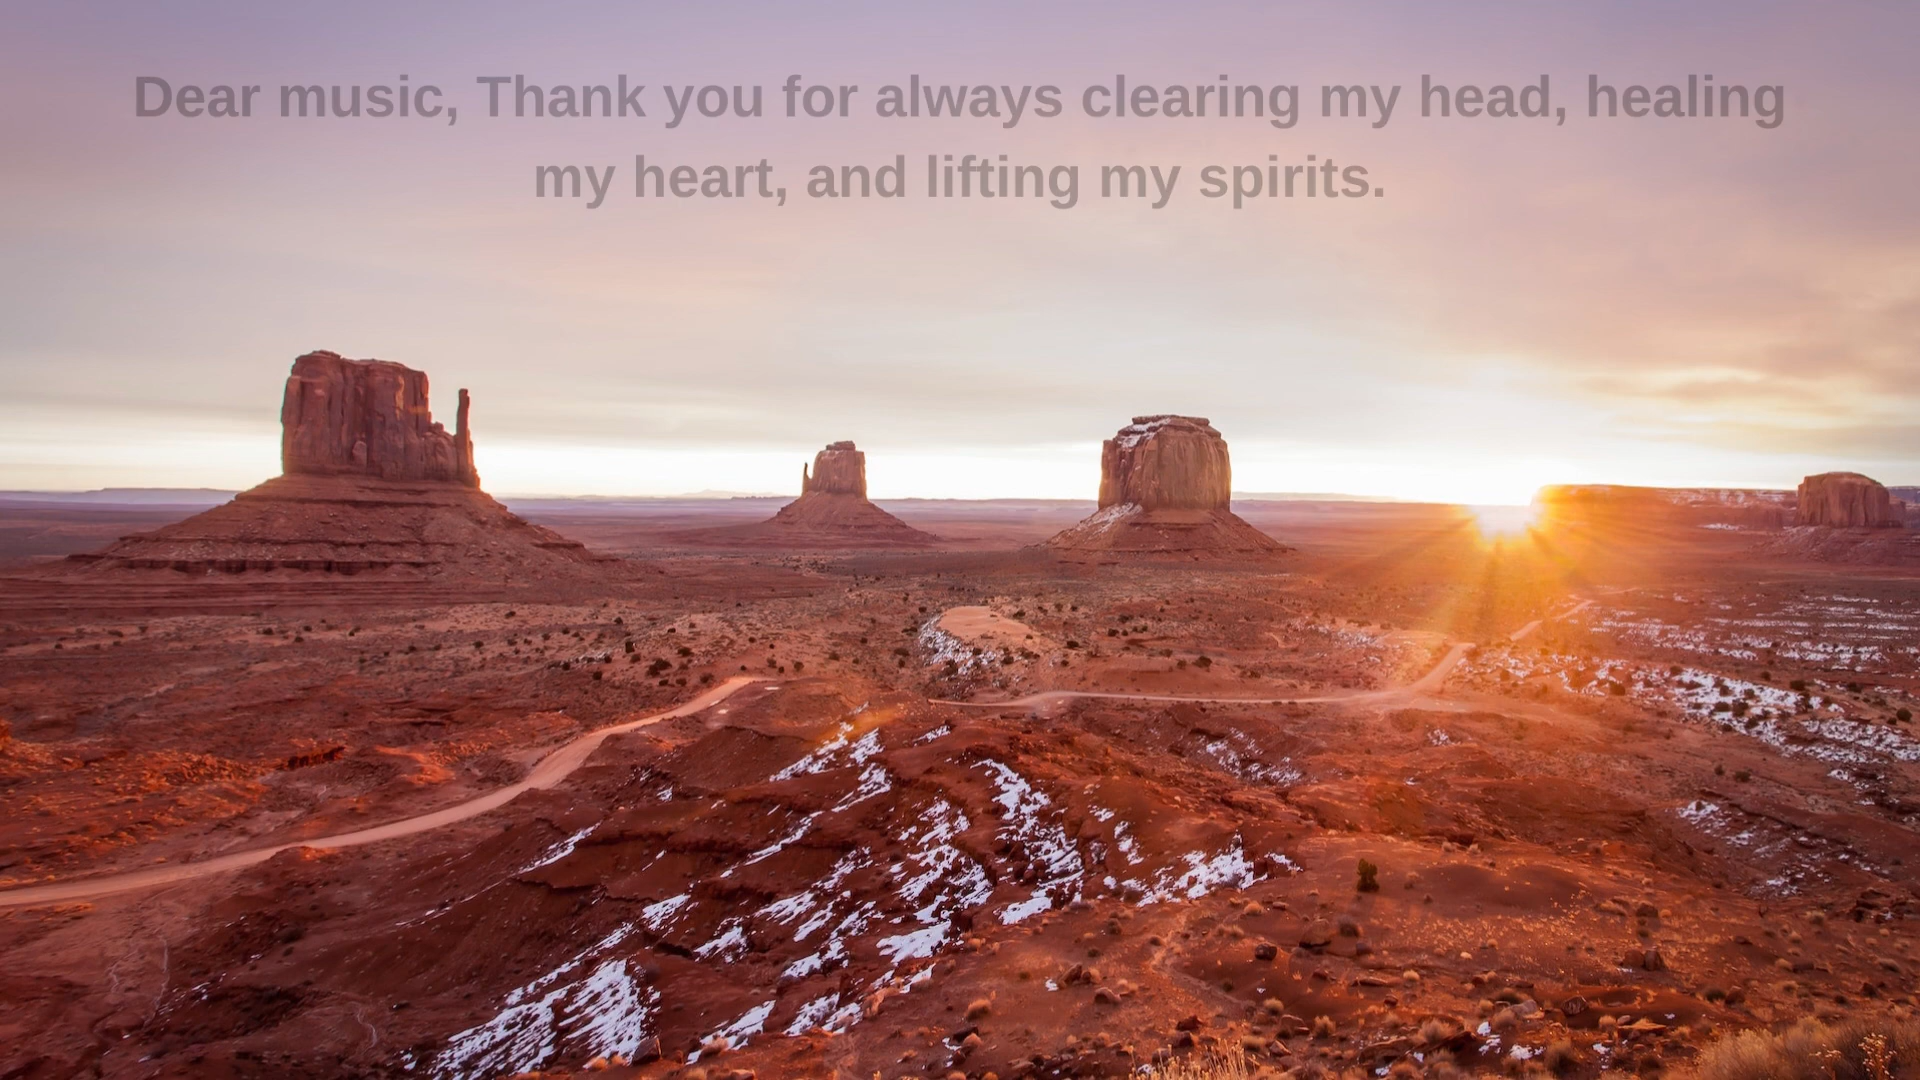 Dear music, Thank you for always clearing my head, healing
my heart, and lifting my spirits.